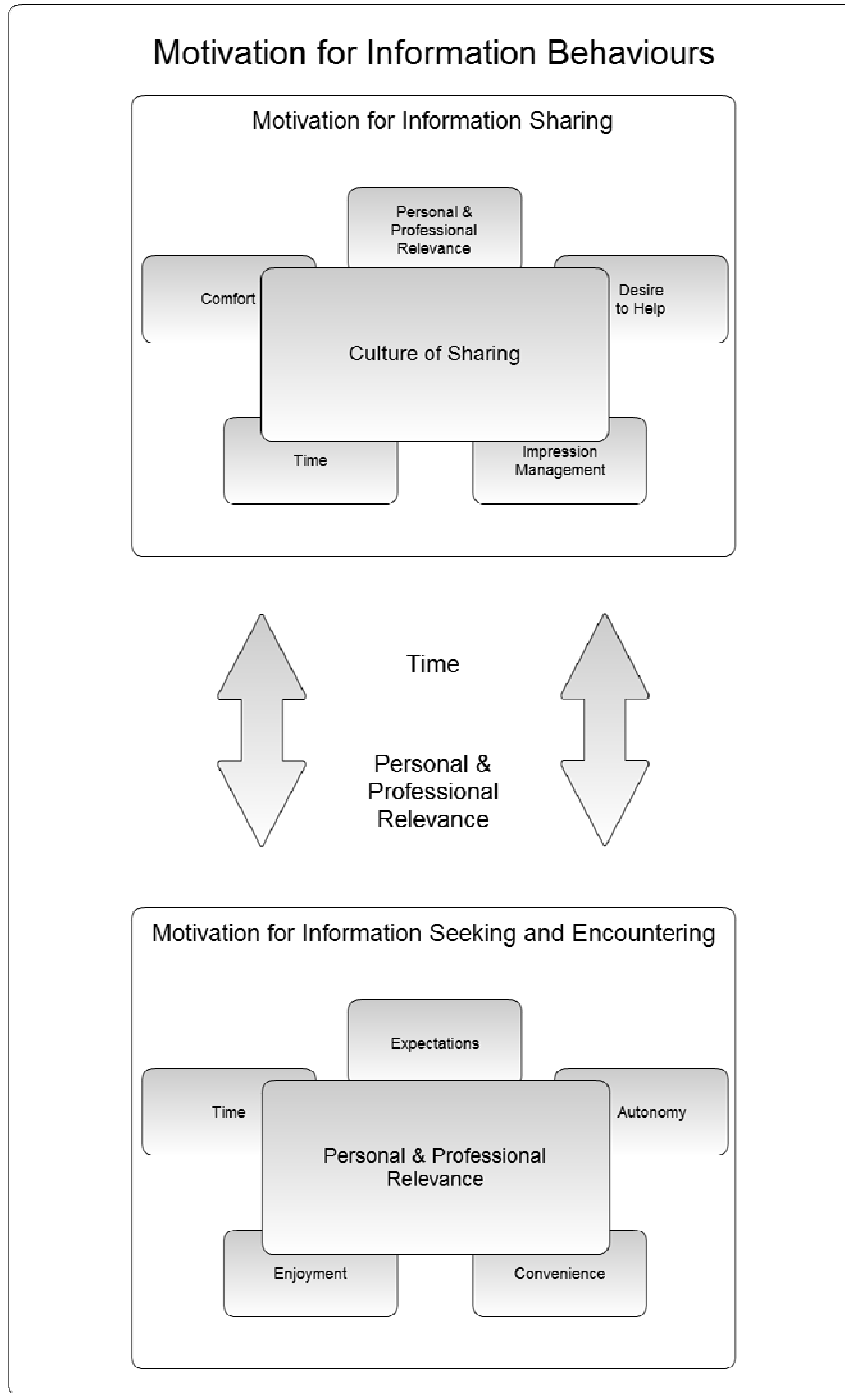 Motivation for Information Behaviours
Motivation for Information Sharing
Personal &
Professional
Relevance
Comfort
Desire
to Help
Culture of Sharing
Time
Impression
Management
Time
Personal &
Professional
Relevance
Motivation for Information Seeking and Encountering
Expectations
Time
Autonomy
Personal & Professional
Relevance
Enjoyment
Convenience